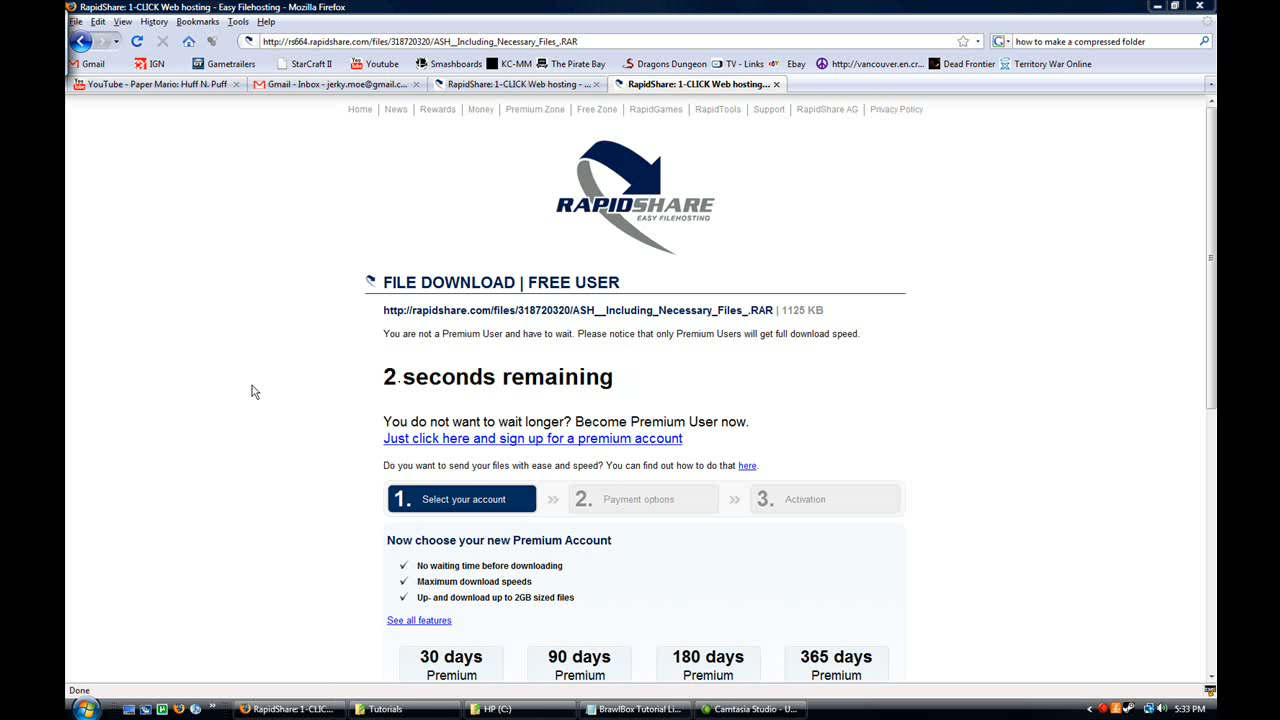 RapidShare: 1-CLICK Web hosting - Easy Filehosting - Mozilla Firefox
File Edit View History Bookmarks Tools Help
http://rs664.rapidshare.com/files/318720320/ASH__Including_Necessary_Files_.RAR
how to make a compressed folder
Gmail IGN Gametrailers StarCraft II Youtube Smashboards KC-MM The Pirate Bay Dragons Dungeon TV - Links Ebay http://vancouver.en.cr... Dead Frontier Territory War Online
YouTube - Paper Mario: Huff N. Puff
Gmail - Inbox - jerky.moe@gmail.c...
RapidShare: 1-CLICK Web hosting - ...
RapidShare: 1-CLICK Web hosting...
Home News Rewards Money Premium Zone Free Zone RapidGames RapidTools Support RapidShare AG Privacy Policy
RAPIDSHARE
EASY FILEHOSTING
FILE DOWNLOAD | FREE USER
http://rapidshare.com/files/318720320/ASH__Including_Necessary_Files_.RAR | 1125 KB
You are not a Premium User and have to wait. Please notice that only Premium Users will get full download speed.
2 seconds remaining
You do not want to wait longer? Become Premium User now.
Just click here and sign up for a premium account
Do you want to send your files with ease and speed? You can find out how to do that here.
1. Select your account >> 2. Payment options >> 3. Activation
Now choose your new Premium Account
No waiting time before downloading
Maximum download speeds
Up- and download up to 2GB sized files
See all features
30 days 90 days 180 days 365 days
Premium Premium Premium Premium
Done
RapidShare: 1-CLIC... Tutorials HP (C:) BrawlBox Tutorial Li... Camtasia Studio - U... 5:33 PM